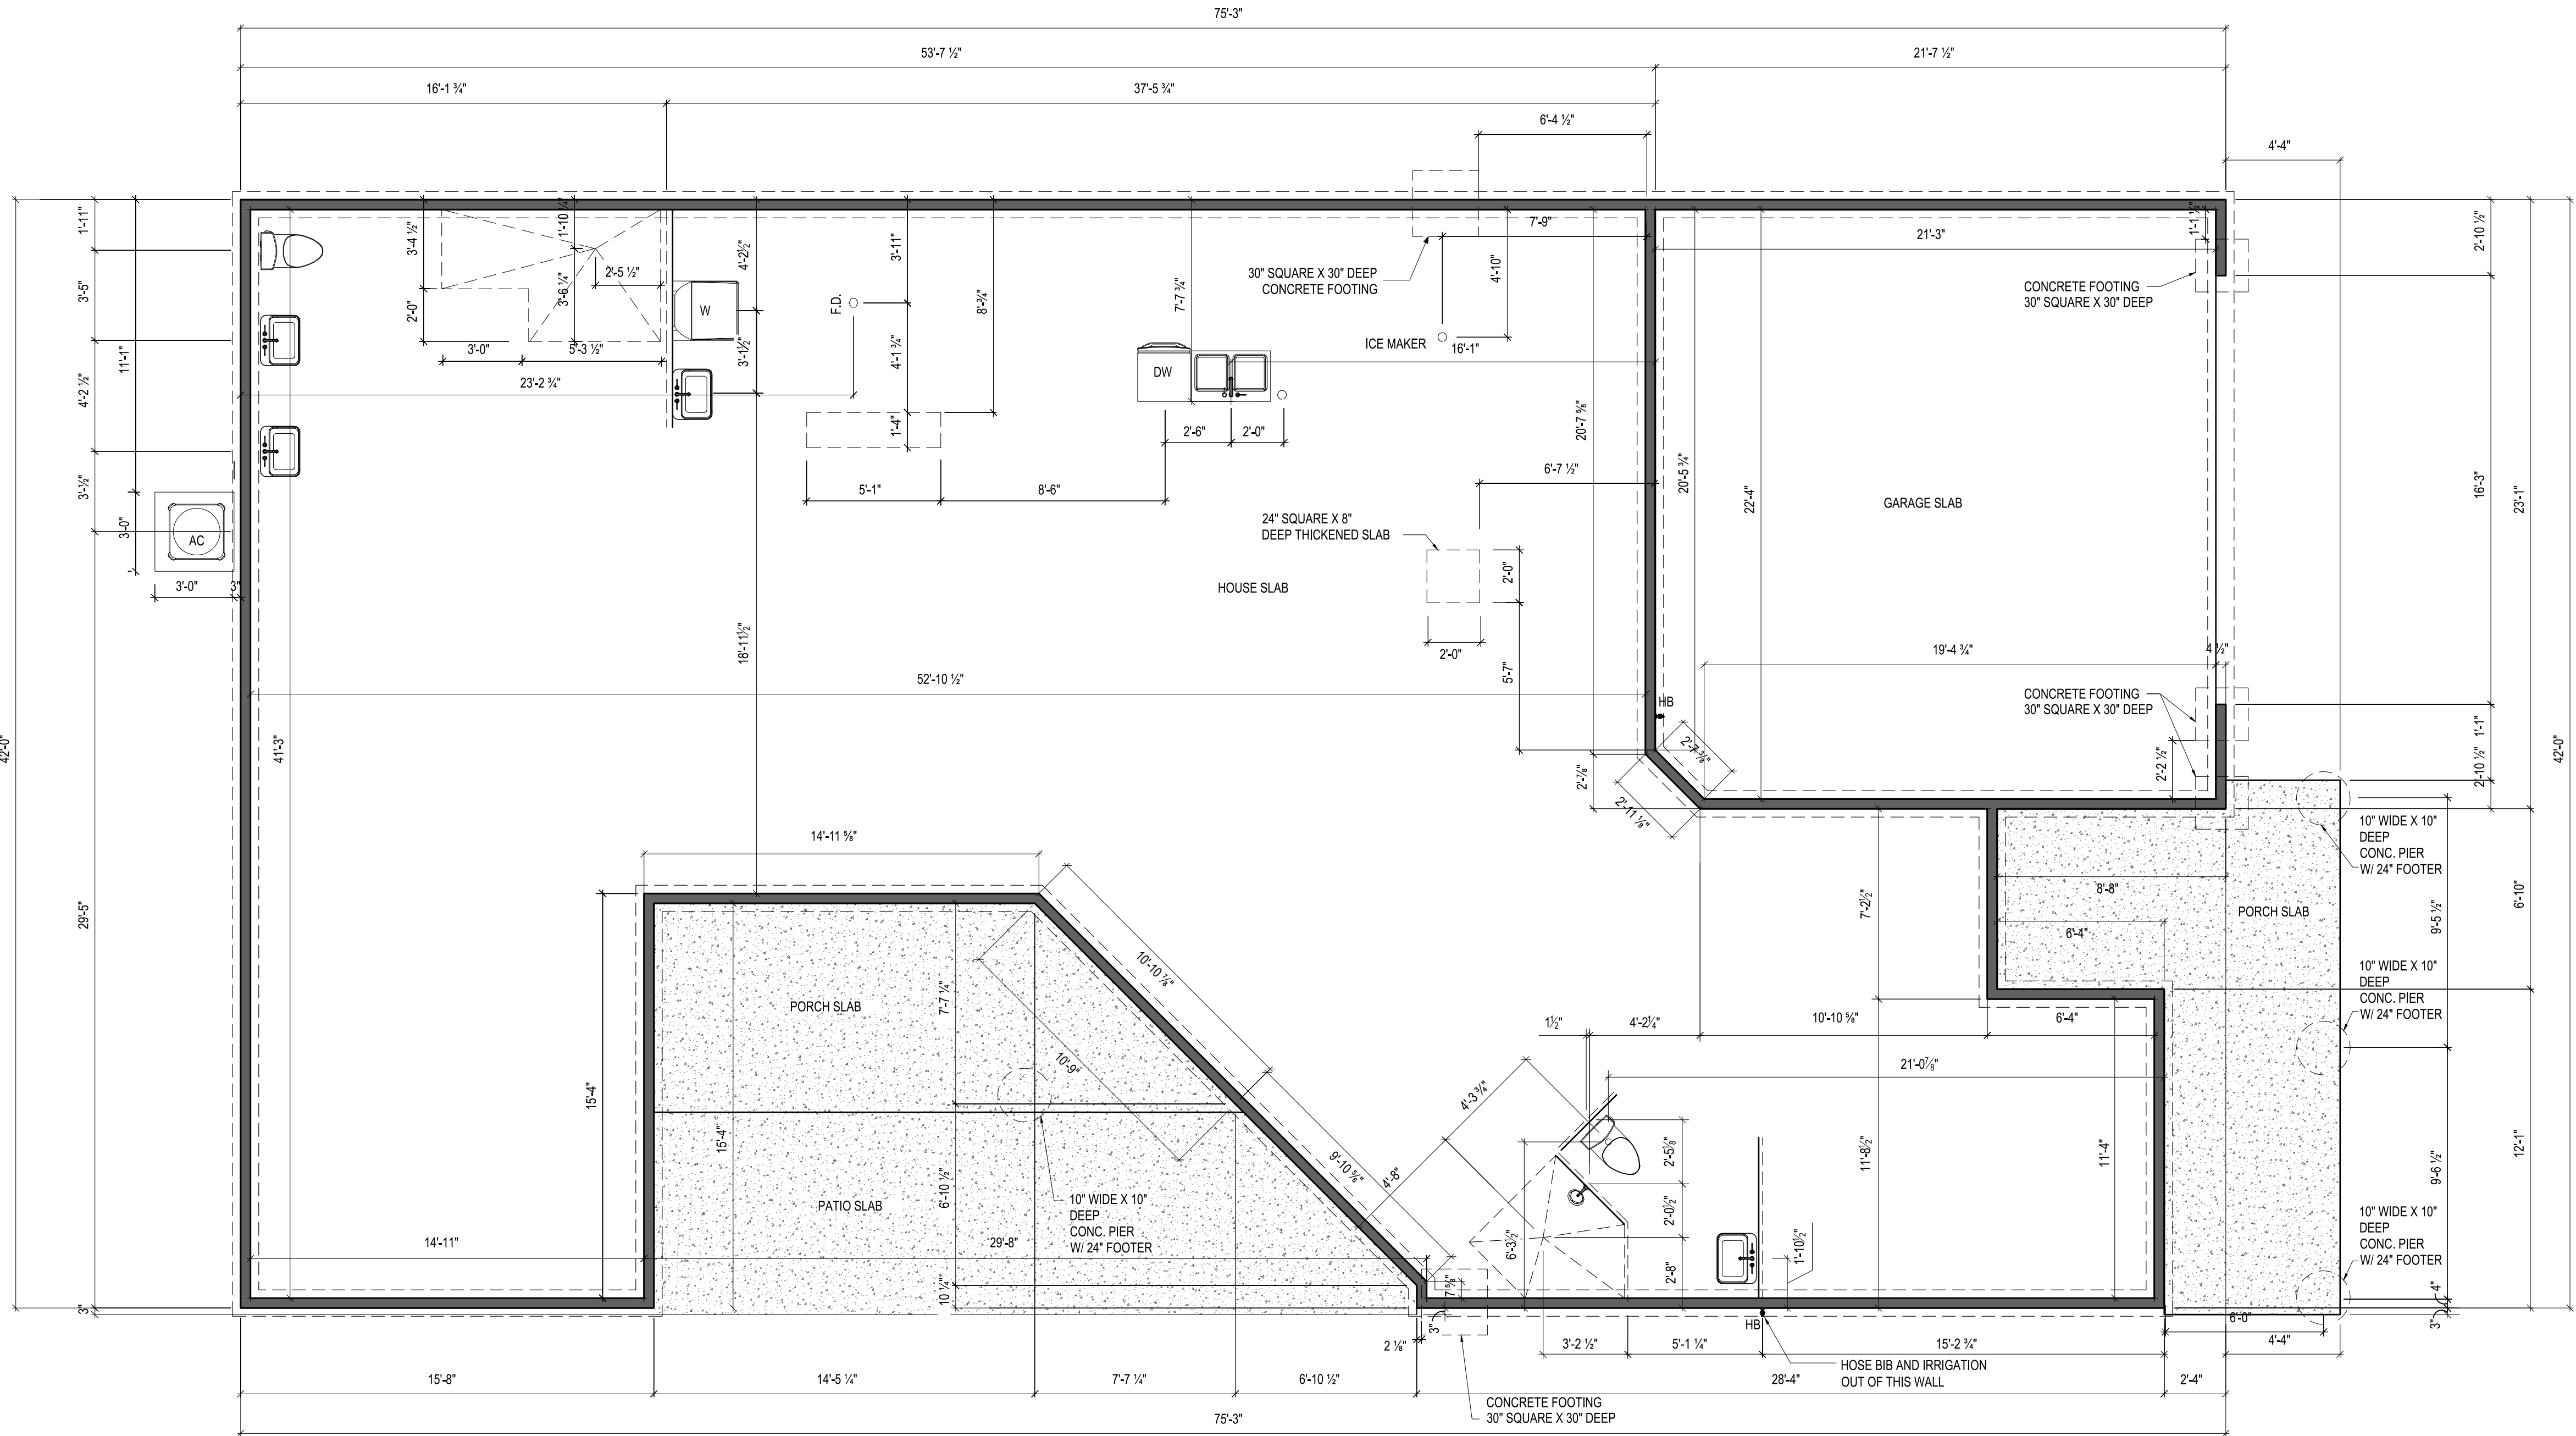 75'-3"
53'-7 ½"
21'-7 ½"
16'-1 ¾"
37'-5 ¾"
6'-4 ½"
4'-4"
1'-11"
3'-5"
4'-2 ½"
3'-½"
11'-1"
3'-0"
AC
3'-0"
3"
42'-0"
29'-5"
3"
3'-4 ½"
2'-0"
1'-10 ¼"
3'-6 ¼"
2'-5 ½"
3'-0"
5'-3 ½"
23'-2 ¾"
W
4'-2½"
3'-1½"
F.D.
3'-11"
4'-1 ¾"
1'-4"
8'-¾"
5'-1"
8'-6"
7'-7 ¾"
DW
2'-6"
2'-0"
30" SQUARE X 30" DEEP
CONCRETE FOOTING
7'-9"
4'-10"
ICE MAKER
16'-1"
6'-7 ½"
24" SQUARE X 8"
DEEP THICKENED SLAB
2'-0"
2'-0"
5'-7"
HOUSE SLAB
18'-11½"
52'-10 ½"
41'-3"
20'-7 ⅝"
2'-⅞"
20'-5 ¾"
22'-4"
21'-3"
GARAGE SLAB
19'-4 ¾"
4 ½"
HB
2'-7 ⅜"
2'-11 ⅛"
1'-1 ½"
CONCRETE FOOTING
30" SQUARE X 30" DEEP
CONCRETE FOOTING
30" SQUARE X 30" DEEP
2'-2 ½"
2'-10 ½"
16'-3"
1'-1"
2'-10 ½"
23'-1"
6'-10"
12'-1"
42'-0"
10" WIDE X 10"
DEEP
CONC. PIER
W/ 24" FOOTER
8'-8"
PORCH SLAB
6'-4"
9'-5 ½"
10" WIDE X 10"
DEEP
CONC. PIER
W/ 24" FOOTER
9'-6 ½"
10" WIDE X 10"
DEEP
CONC. PIER
W/ 24" FOOTER
4"
3"
6'-0"
4'-4"
14'-11 ⅝"
15'-4"
15'-4"
PORCH SLAB
7'-7 ¼"
10'-10 ⅞"
10'-9"
PATIO SLAB
6'-10 ½"
10" WIDE X 10"
DEEP
CONC. PIER
W/ 24" FOOTER
9'-10 ⅝"
14'-11"
29'-8"
10 ¼"
7'-2½"
1½"
4'-2¼"
10'-10 ⅝"
6'-4"
21'-0⅞"
4'-3 ¾"
4'-8"
2'-5⅛"
2'-0½"
2'-8"
6'-3½"
11'-8½"
11'-4"
1'-10½"
7 ⅝"
3"
2 ⅛"
HB
3'-2 ½"
5'-1 ¼"
15'-2 ¾"
HOSE BIB AND IRRIGATION
OUT OF THIS WALL
15'-8"
14'-5 ¼"
7'-7 ¼"
6'-10 ½"
28'-4"
2'-4"
CONCRETE FOOTING
30" SQUARE X 30" DEEP
75'-3"